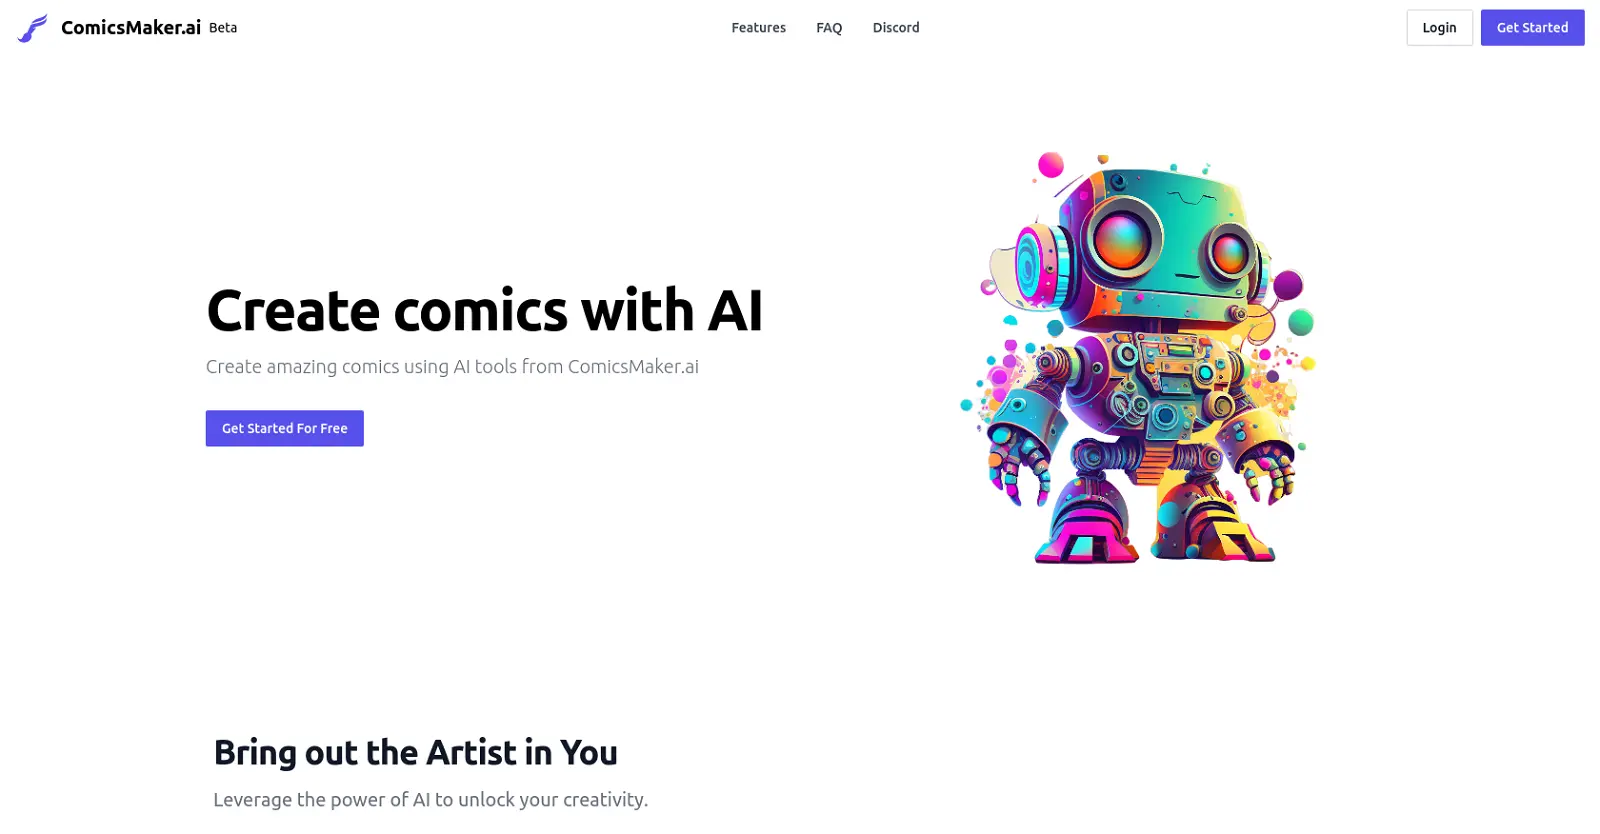 ComicsMaker.ai Beta
Features FAQ Discord
Login Get Started
Create comics with AI
Create amazing comics using AI tools from ComicsMaker.ai
Get Started For Free
Bring out the Artist in You
Leverage the power of AI to unlock your creativity.